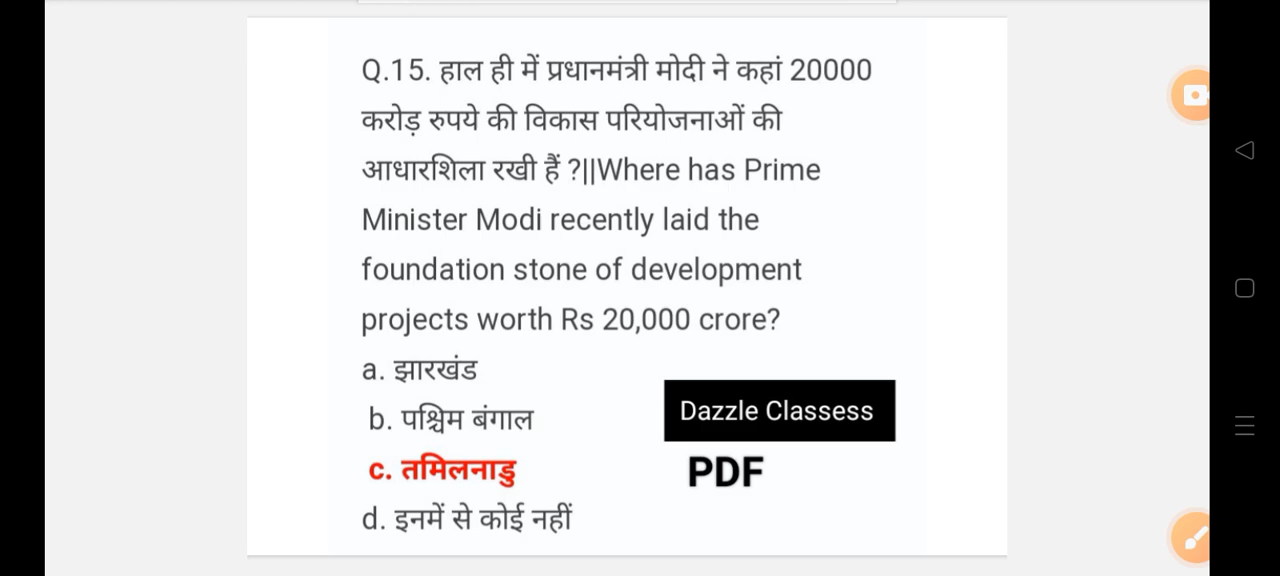 Q.15. हाल ही में प्रधानमंत्री मोदी ने कहां 20000
करोड़ रुपये की विकास परियोजनाओं की
आधारशिला रखी हैं ?||Where has Prime
Minister Modi recently laid the
foundation stone of development
projects worth Rs 20,000 crore?
a. झारखंड
b. पश्चिम बंगाल
c. तमिलनाडु
d. इनमें से कोई नहीं
Dazzle Classess
PDF